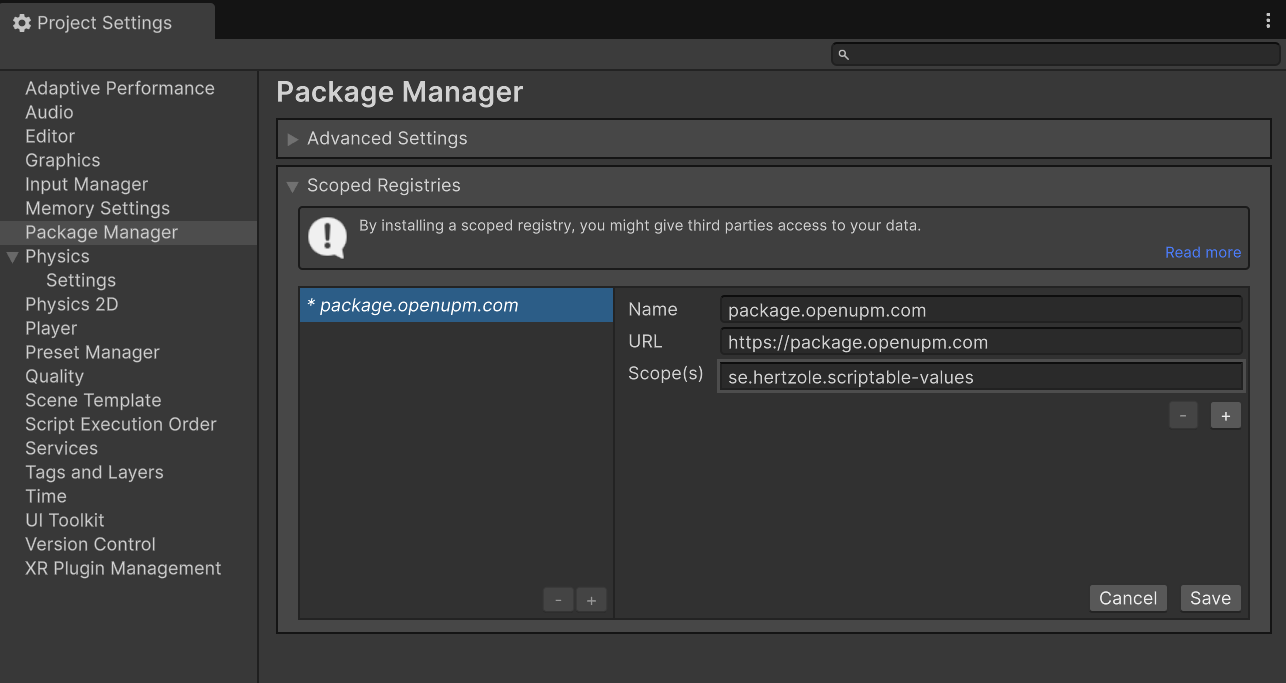 Project Settings
Adaptive Performance
Audio
Editor
Graphics
Input Manager
Memory Settings
Package Manager
Physics
Settings
Physics 2D
Player
Preset Manager
Quality
Scene Template
Script Execution Order
Services
Tags and Layers
Time
UI Toolkit
Version Control
XR Plugin Management
Package Manager
Advanced Settings
Scoped Registries
By installing a scoped registry, you might give third parties access to your data.
Read more
* package.openupm.com
- +
Name package.openupm.com
URL https://package.openupm.com
Scope(s) se.hertzole.scriptable-values
- +
Cancel Save